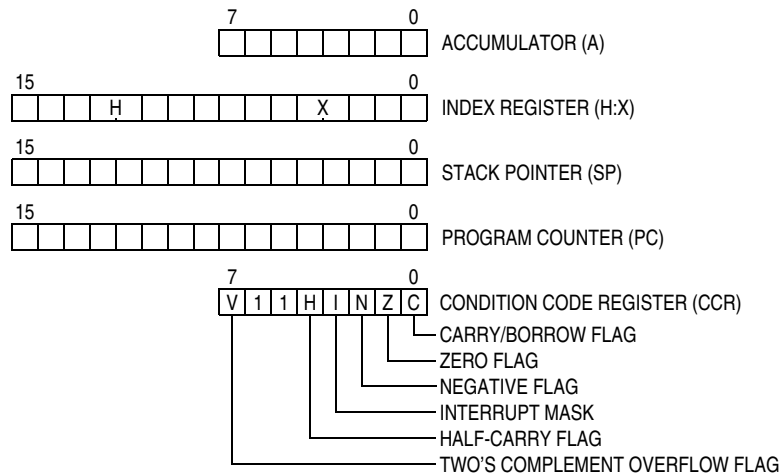 7 0
ACCUMULATOR (A)
15 0
H X INDEX REGISTER (H:X)
15 0
STACK POINTER (SP)
15 0
PROGRAM COUNTER (PC)
7 0
V 1 1 H I N Z C CONDITION CODE REGISTER (CCR)
CARRY/BORROW FLAG
ZERO FLAG
NEGATIVE FLAG
INTERRUPT MASK
HALF-CARRY FLAG
TWO'S COMPLEMENT OVERFLOW FLAG